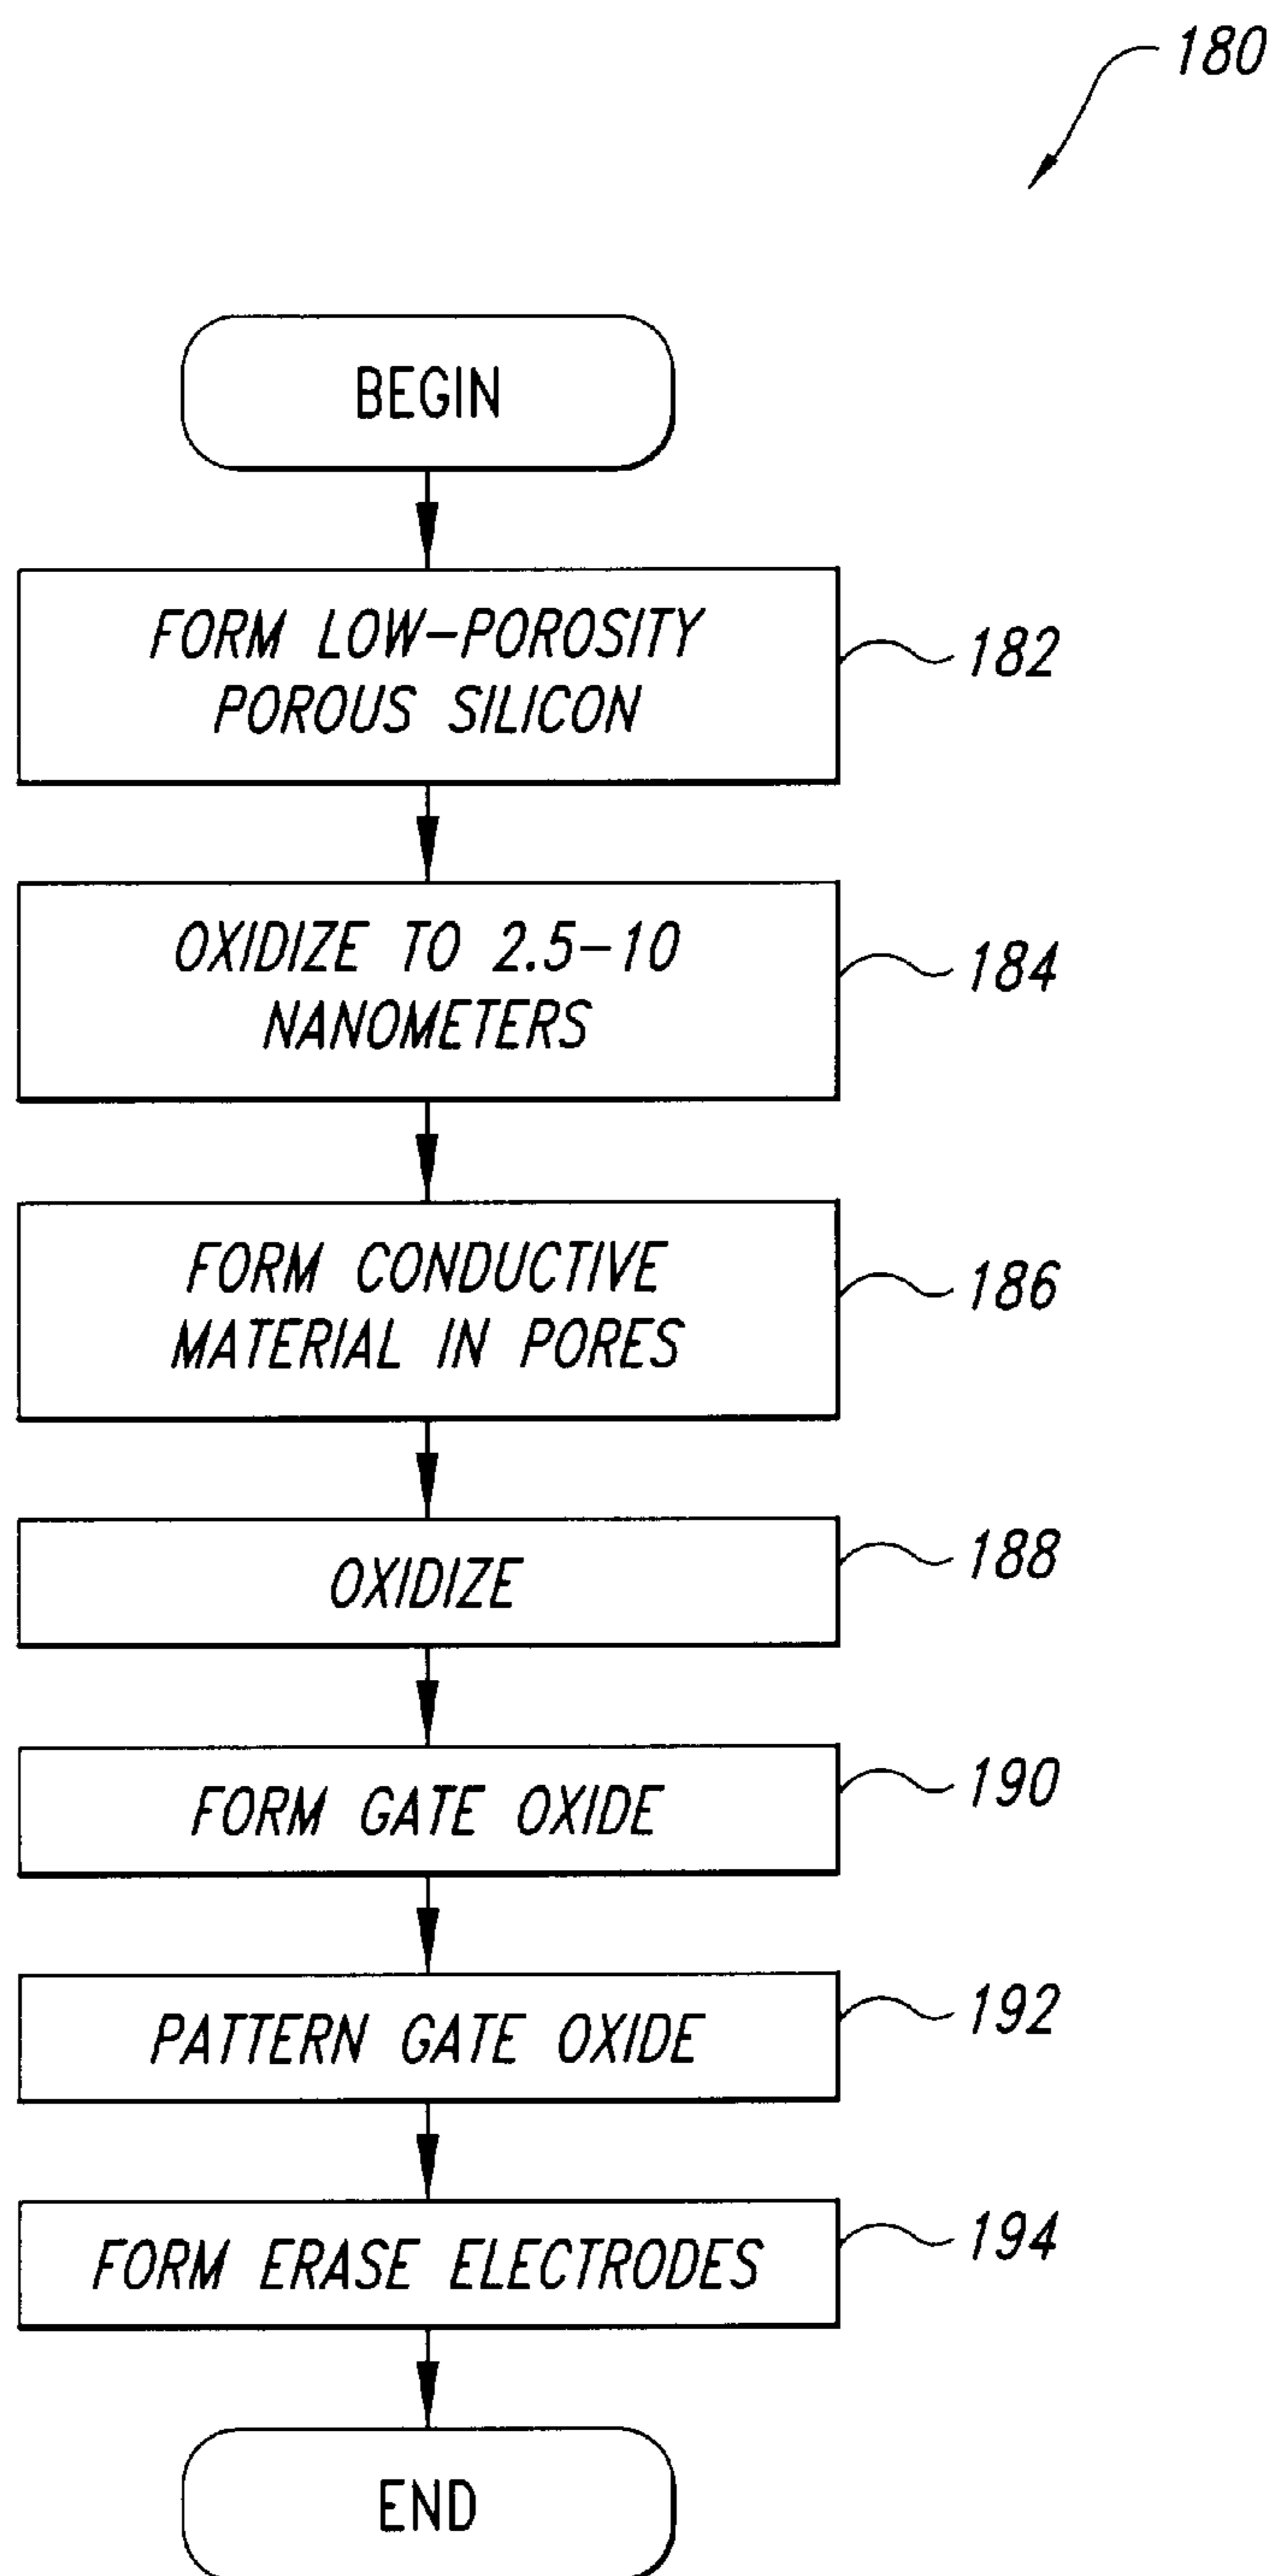 180
BEGIN
FORM LOW-POROSITY
POROUS SILICON
182
OXIDIZE TO 2.5-10
NANOMETERS
184
FORM CONDUCTIVE
MATERIAL IN PORES
186
OXIDIZE
188
FORM GATE OXIDE
190
PATTERN GATE OXIDE
192
FORM ERASE ELECTRODES
194
END